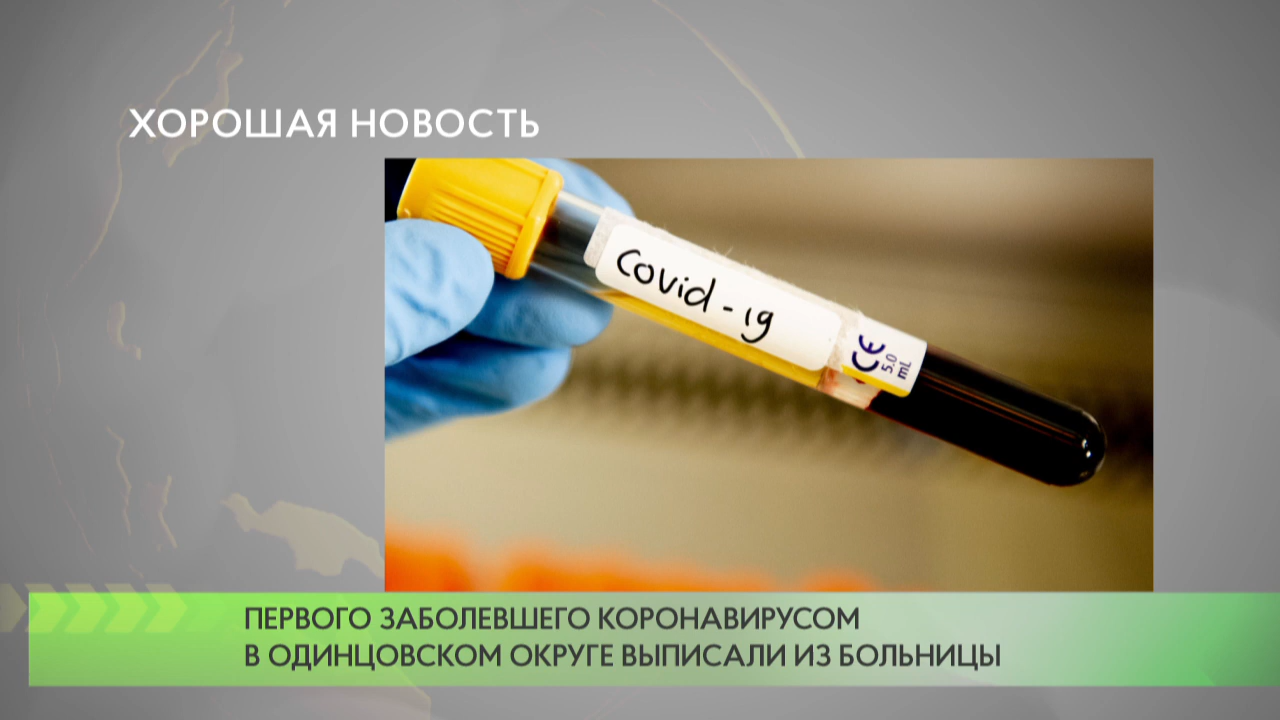 ХОРОШАЯ НОВОСТЬ
Covid-19
CE
5.0
mL
ПЕРВОГО ЗАБОЛЕВШЕГО КОРОНАВИРУСОМ
В ОДИНЦОВСКОМ ОКРУГЕ ВЫПИСАЛИ ИЗ БОЛЬНИЦЫ